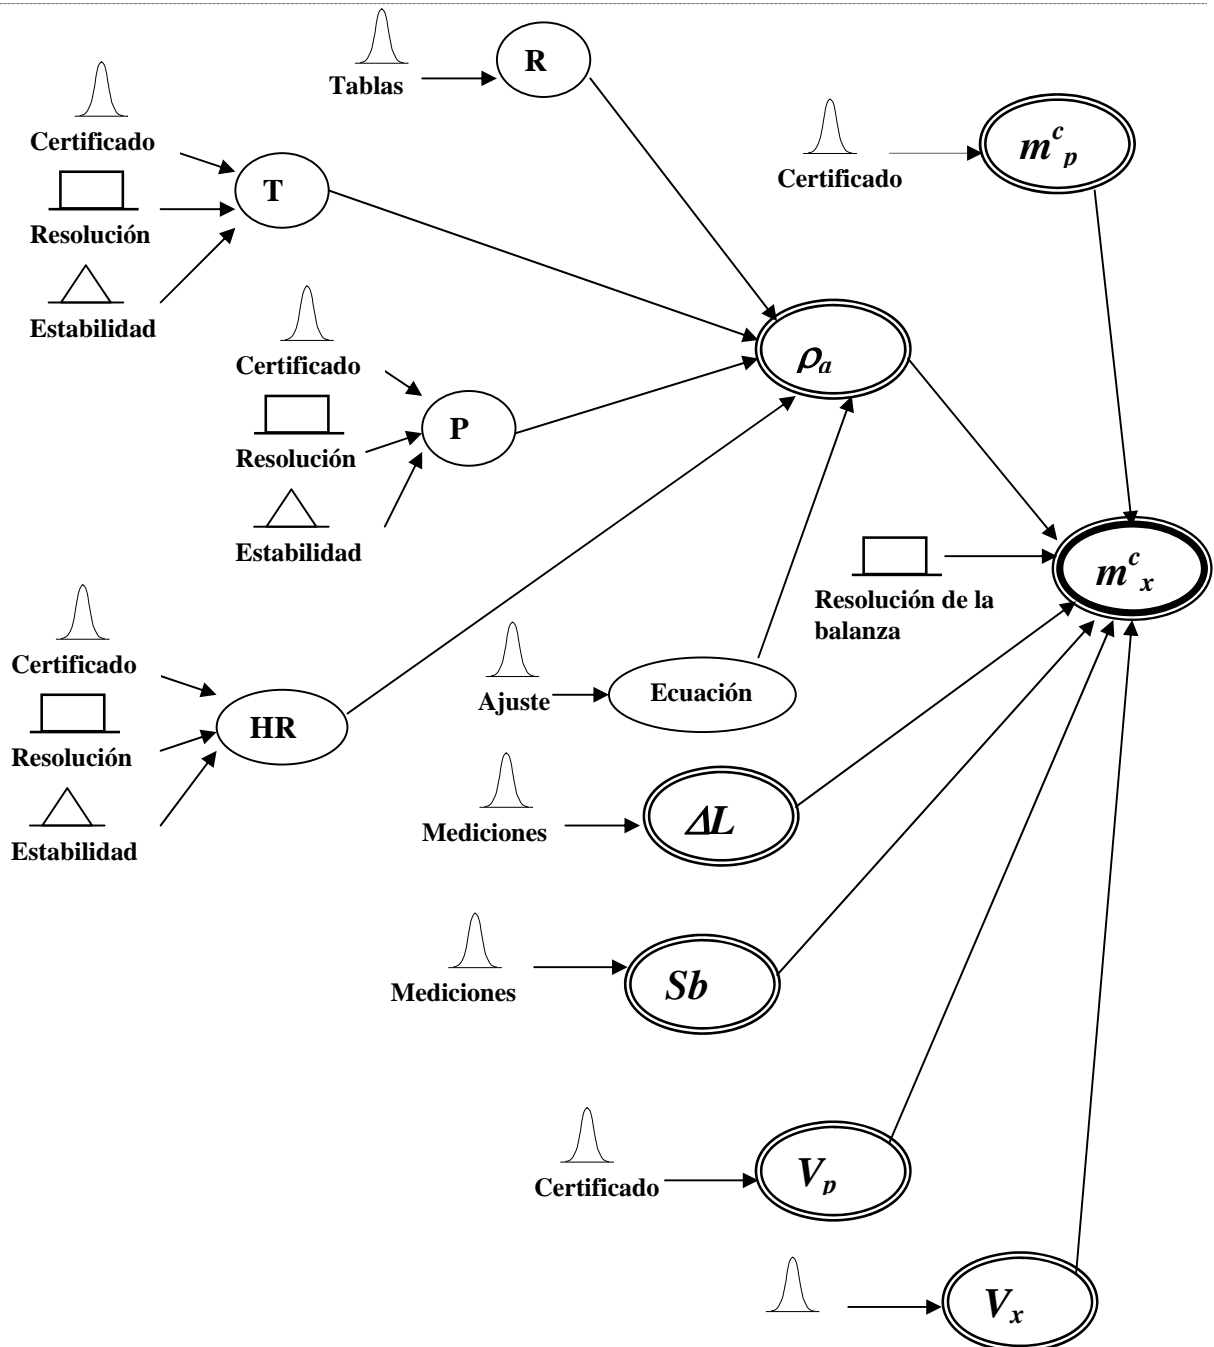 R
Tablas
Certificado
T
Resolución
Estabilidad
m^c_p
Certificado
Certificado
P
Resolución
Estabilidad
ρ_a
Resolución de la
balanza
m^c_x
Certificado
HR
Resolución
Estabilidad
Ajuste
Ecuación
Mediciones
ΔL
Mediciones
Sb
Certificado
V_p
V_x